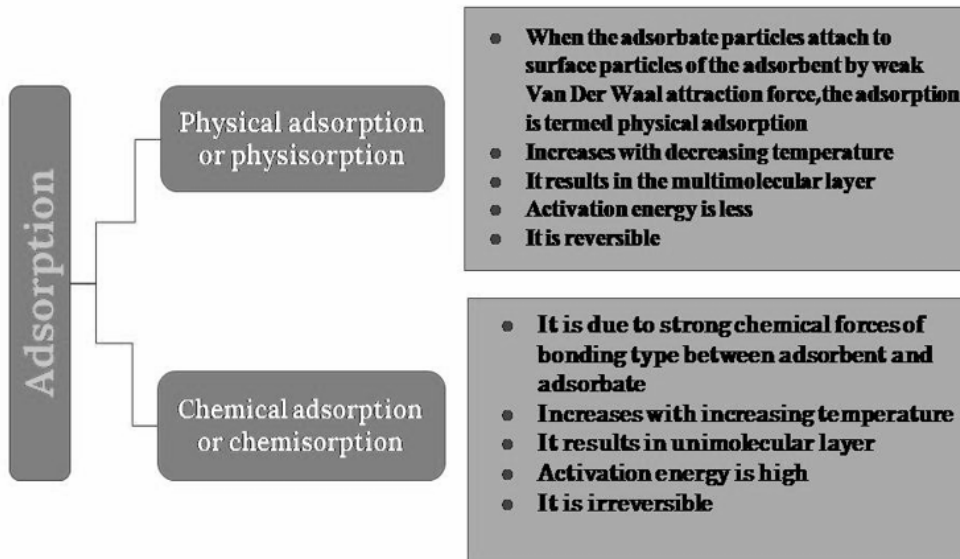 Adsorption
Physical adsorption
or physisorption
When the adsorbate particles attach to
surface particles of the adsorbent by weak
Van Der Waal attraction force,the adsorption
is termed physical adsorption
Increases with decreasing temperature
It results in the multimolecular layer
Activation energy is less
It is reversible
Chemical adsorption
or chemisorption
It is due to strong chemical forces of
bonding type between adsorbent and
adsorbate
Increases with increasing temperature
It results in unimolecular layer
Activation energy is high
It is irreversible